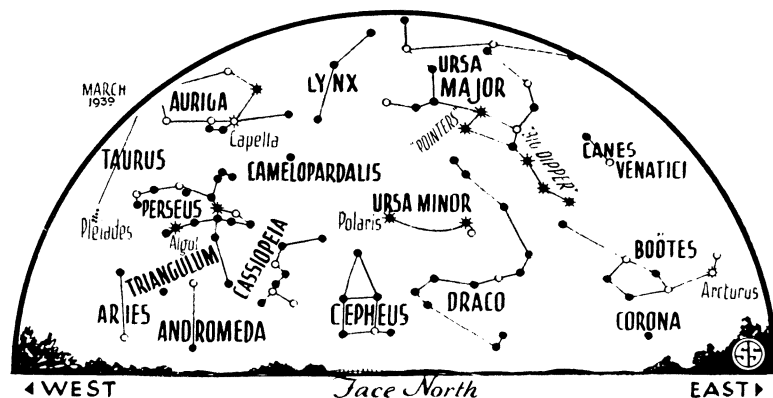 URSA
MAJOR
LYNX
MARCH
1939
AURIGA
Capella
"POINTERS"
"BIG DIPPER"
CANES
VENATICI
TAURUS
CAMELOPARDALIS
PERSEUS
URSA MINOR
Polaris
Pleiades
Algol
CASSIOPEIA
BOÖTES
TRIANGULUM
Arcturus
ARIES
ANDROMEDA
CEPHEUS
DRACO
CORONA
WEST
Face North
EAST